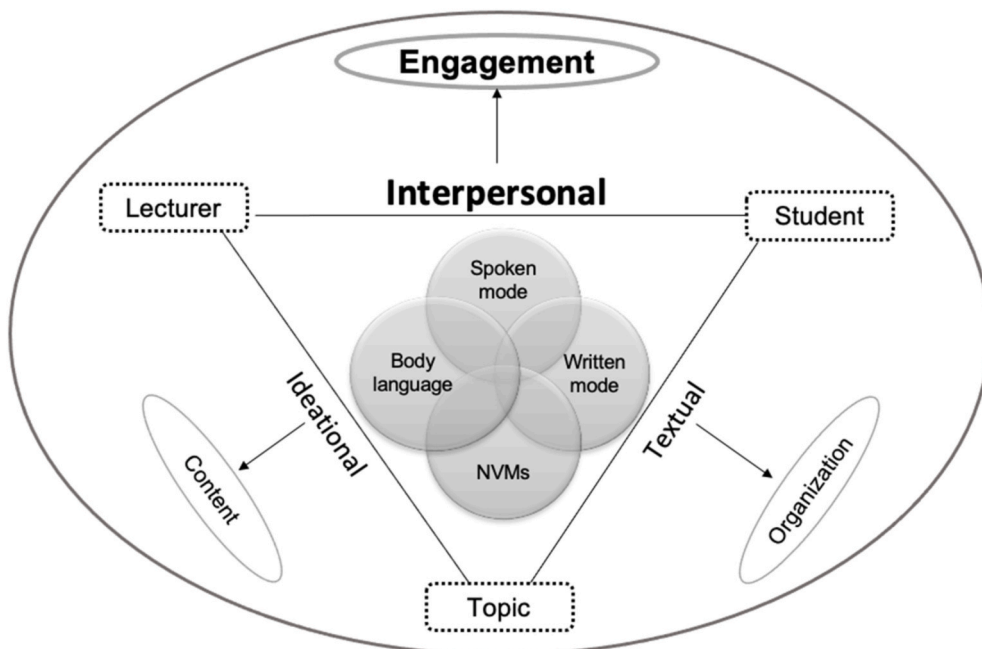 Engagement
Interpersonal
Lecturer
Student
Spoken
mode
Body
language
Written
mode
Ideational
Textual
NVMs
Content
Organization
Topic